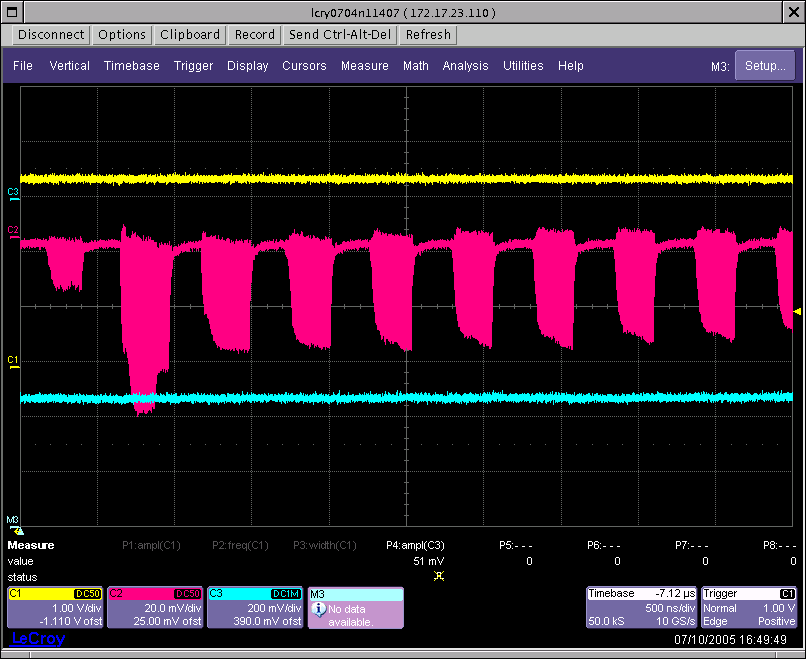 lcry0704n11407 ( 172.17.23.110 )
Disconnect Options Clipboard Record Send Ctrl-Alt-Del Refresh
File Vertical Timebase Trigger Display Cursors Measure Math Analysis Utilities Help M3: Setup...
C3
C2
C1
M3
Measure P1:ampl(C1) P2:freq(C1) P3:width(C1) P4:ampl(C3) P5:- - - P6:- - - P7:- - - P8:- - -
value 51 mV 0 0 0 0
status
C1 DC50 C2 DC50 C3 DC1M M3 Timebase -7.12 µs Trigger C1
1.00 V/div 20.0 mV/div 200 mV/div No data available. 500 ns/div Normal 1.00 V
-1.110 V ofst 25.00 mV ofst 390.0 mV ofst 50.0 kS 10 GS/s Edge Positive
LeCroy 07/10/2005 16:49:49